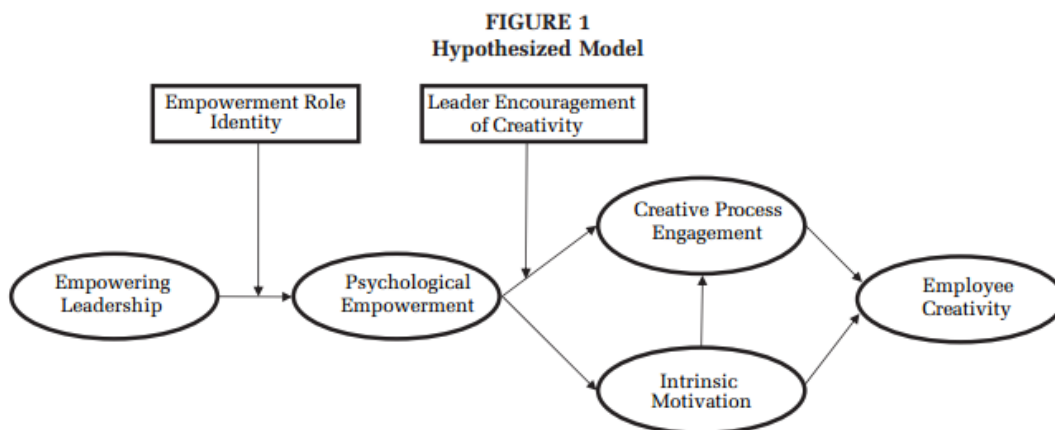 FIGURE 1
Hypothesized Model
Empowerment Role
Identity
Leader Encouragement
of Creativity
Creative Process
Engagement
Empowering
Leadership
Psychological
Empowerment
Employee
Creativity
Intrinsic
Motivation